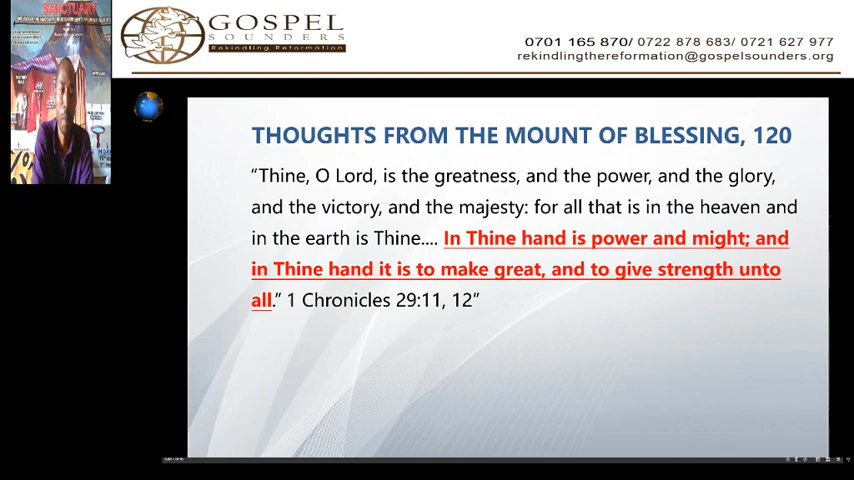 SANCTUARY
GOSPEL
SOUNDERS
Rekindling Reformation
0701 165 870/ 0722 878 683/ 0721 627 977
rekindlingthereformation@gospelsounders.org
THOUGHTS FROM THE MOUNT OF BLESSING, 120
“Thine, O Lord, is the greatness, and the power, and the glory,
and the victory, and the majesty: for all that is in the heaven and
in the earth is Thine.... In Thine hand is power and might; and
in Thine hand it is to make great, and to give strength unto
all.” 1 Chronicles 29:11, 12”